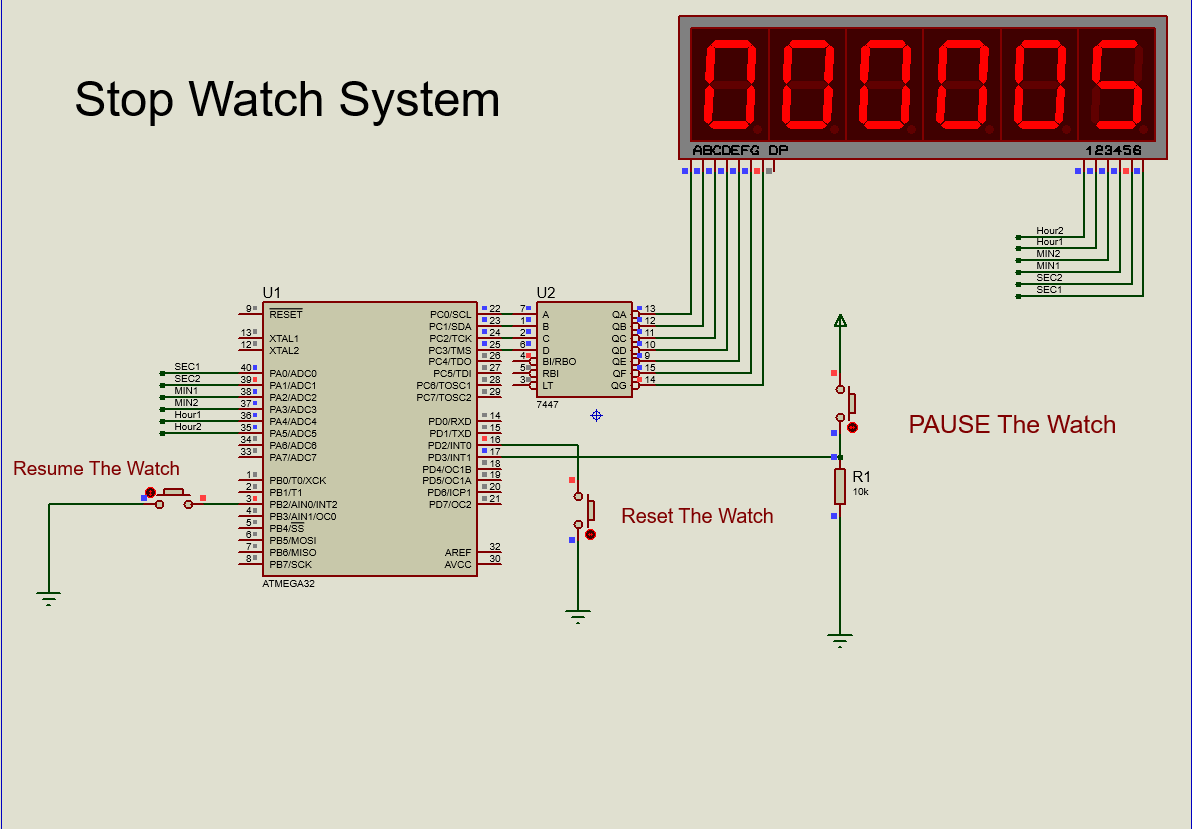 Stop Watch System
000005
ABCDEFG DP
123456
Hour2
Hour1
MIN2
MIN1
SEC2
SEC1
U1
9 RESET
13 XTAL1
12 XTAL2
SEC1 40 PA0/ADC0
SEC2 39 PA1/ADC1
MIN1 38 PA2/ADC2
MIN2 37 PA3/ADC3
Hour1 36 PA4/ADC4
Hour2 35 PA5/ADC5
34 PA6/ADC6
33 PA7/ADC7
1 PB0/T0/XCK
2 PB1/T1
3 PB2/AIN0/INT2
4 PB3/AIN1/OC0
5 PB4/SS
6 PB5/MOSI
7 PB6/MISO
8 PB7/SCK
PC0/SCL 22
PC1/SDA 23
PC2/TCK 24
PC3/TMS 25
PC4/TDO 26
PC5/TDI 27
PC6/TOSC1 28
PC7/TOSC2 29
PD0/RXD 14
PD1/TXD 15
PD2/INT0 16
PD3/INT1 17
PD4/OC1B 18
PD5/OC1A 19
PD6/ICP1 20
PD7/OC2 21
AREF 32
AVCC 30
ATMEGA32
U2
7 A QA 13
1 B QB 12
2 C QC 11
6 D QD 10
4 BI/RBO QE 9
5 RBI QF 15
3 LT QG 14
7447
Resume The Watch
Reset The Watch
PAUSE The Watch
R1
10k